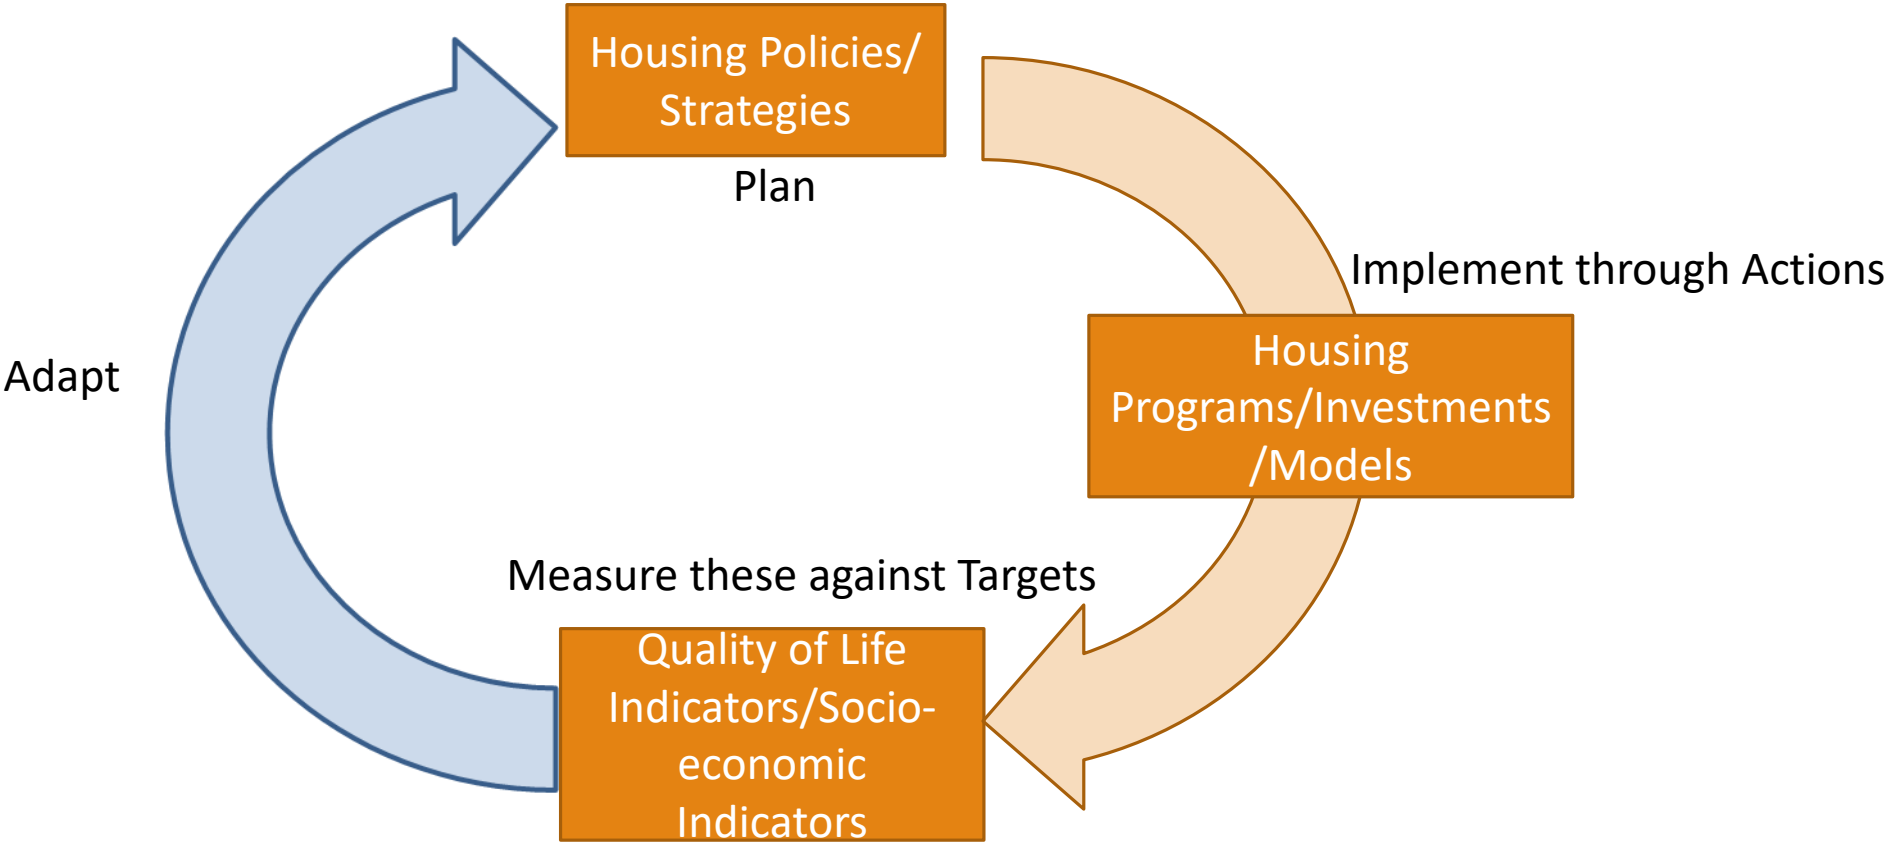 Housing Policies/
Strategies
Plan
Implement through Actions
Housing
Programs/Investments
/Models
Adapt
Measure these against Targets
Quality of Life
Indicators/Socio-
economic
Indicators